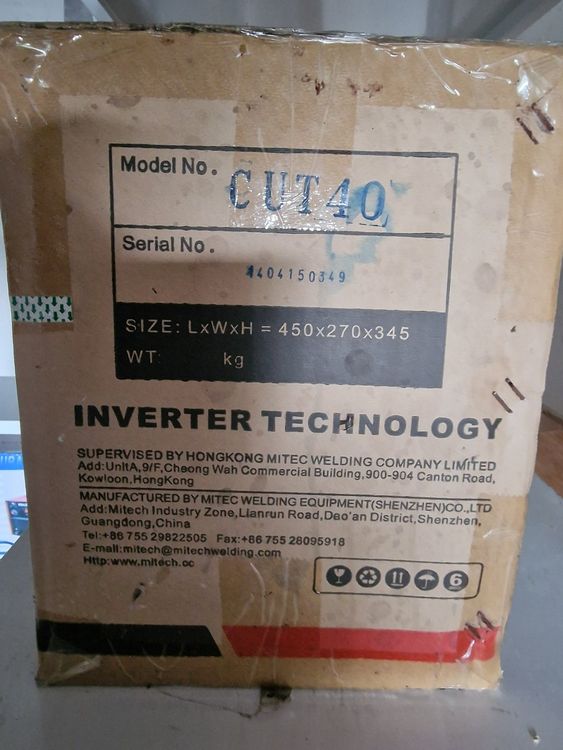 Model No. CUT40
Serial No.
4404150349
SIZE: LxWxH = 450x270x345
WT: kg
INVERTER TECHNOLOGY
SUPERVISED BY HONGKONG MITEC WELDING COMPANY LIMITED
Add:UnitA,9/F,Cheong Wah Commercial Building,900-904 Canton Road,
Kowloon,HongKong
MANUFACTURED BY MITEC WELDING EQUIPMENT(SHENZHEN)CO.,LTD
Add:Mitech Industry Zone,Lianrun Road,Dao'an District,Shenzhen,
Guangdong,China
Tel:+86 755 29822505 Fax:+86 755 28095918
E-mail:mitech@mitechwelding.com
Http:www.mitech.cc
6